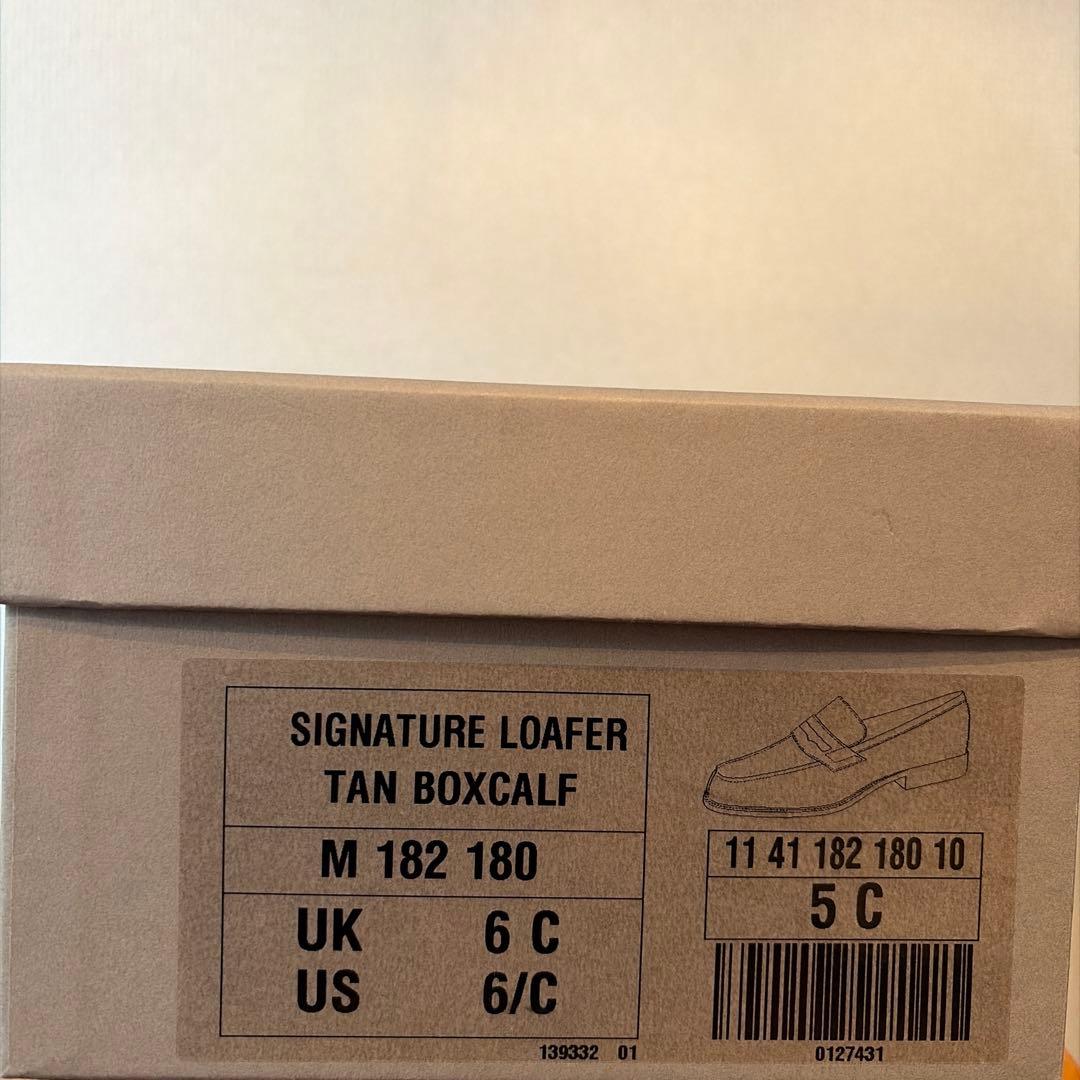 SIGNATURE LOAFER
TAN BOXCALF
M 182 180
UK 6 C
US 6/C
139332 01
11 41 182 180 10
5 C
0127431